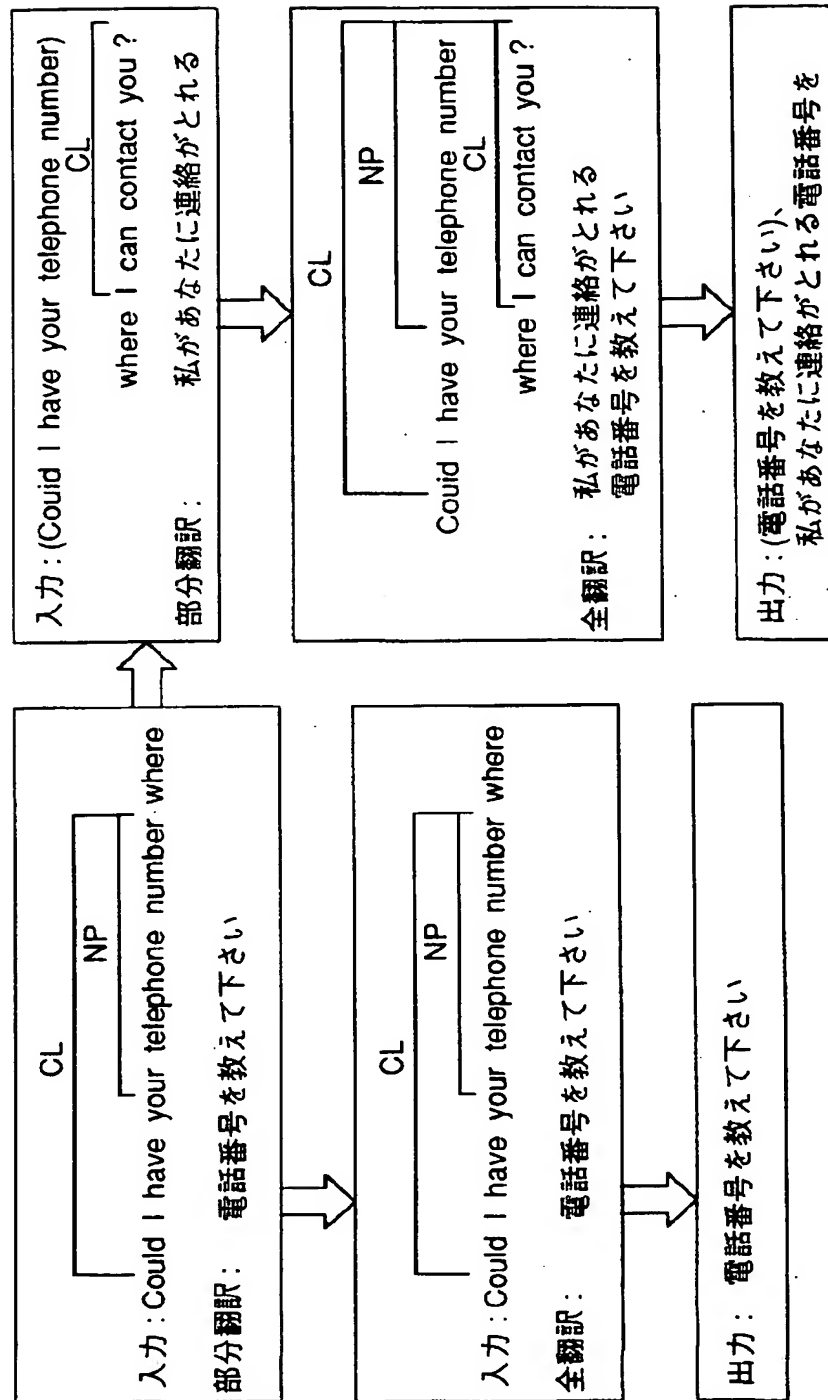 CL
NP
入力：Could I have your telephone number where
部分翻訳： 電話番号を教えて下さい
CL
NP
入力：Could I have your telephone number where
全翻訳： 電話番号を教えて下さい
出力： 電話番号を教えて下さい
入力：(Couid I have your telephone number)
CL
where I can contact you ?
部分翻訳： 私があなたに連絡がとれる
CL
NP
Couid I have your telephone number
CL
where I can contact you ?
全翻訳： 私があなたに連絡がとれる
電話番号を教えて下さい
出力：(電話番号を教えて下さい)、
私があなたに連絡がとれる電話番号を